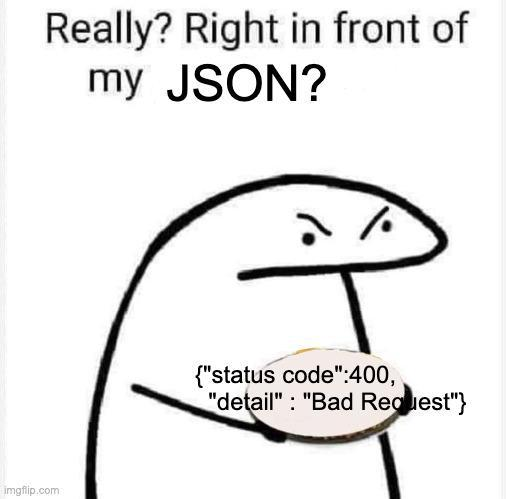 Really? Right in front of
my JSON?
{"status code":400,
"detail" : "Bad Request"}
imgflip.com